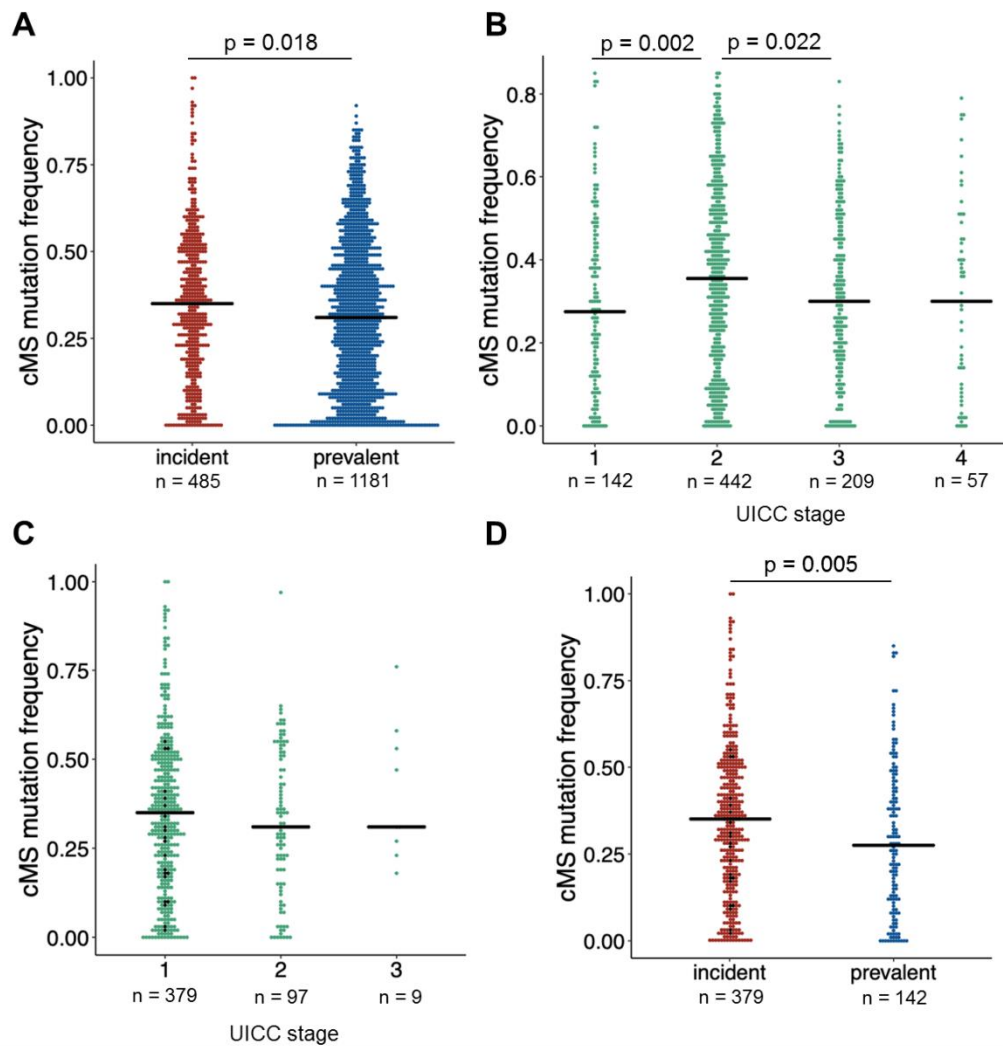 A
p = 0.018
cMS mutation frequency
1.00
0.75
0.50
0.25
0.00
incident
prevalent
n = 485
n = 1181
B
p = 0.002
p = 0.022
cMS mutation frequency
0.8
0.6
0.4
0.2
0.0
1
2
3
4
n = 142
n = 442
n = 209
n = 57
UICC stage
C
cMS mutation frequency
1.00
0.75
0.50
0.25
0.00
1
2
3
n = 379
n = 97
n = 9
UICC stage
D
p = 0.005
cMS mutation frequency
1.00
0.75
0.50
0.25
0.00
incident
prevalent
n = 379
n = 142